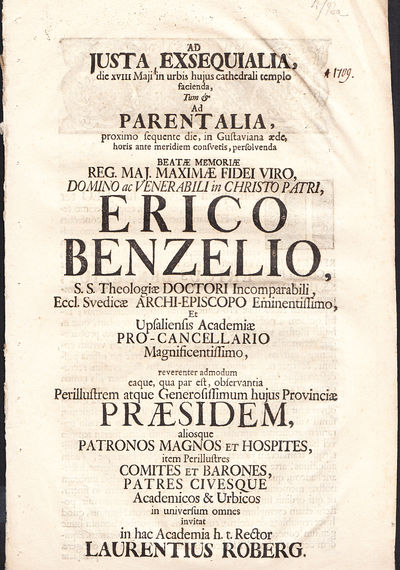 AD
JUSTA EXSEQUIALIA,
die XVIII Maji in urbis hujus cathedrali templo
facienda,
Tum &
Ad
PARENTALIA,
proximo sequente die, in Gustaviana æde,
horis ante meridiem consvetis, persolvenda
BEATÆ MEMORIÆ
REG. MAJ. MAXIMÆ FIDEI VIRO,
DOMINO ac VENERABILI in CHRISTO PATRI,
ERICO
BENZELIO,
S. S. Theologiæ DOCTORI Incomparabili,
Eccl. Svedicæ ARCHI-EPISCOPO Eminentissimo,
Et
Upsaliensis Academiæ
PRO-CANCELLARIO
Magnificentissimo,
reverenter admodum
eaque, qua par est, observantia
Perillustrem atque Generosissimum hujus Provinciæ
PRÆSIDEM,
aliosque
PATRONOS MAGNOS ET HOSPITES,
item Perillustres
COMITES ET BARONES,
PATRES CIVESQUE
Academicos & Urbicos
in universum omnes
invitat
in hac Academia h. t. Rector
LAURENTIUS ROBERG.
1709.